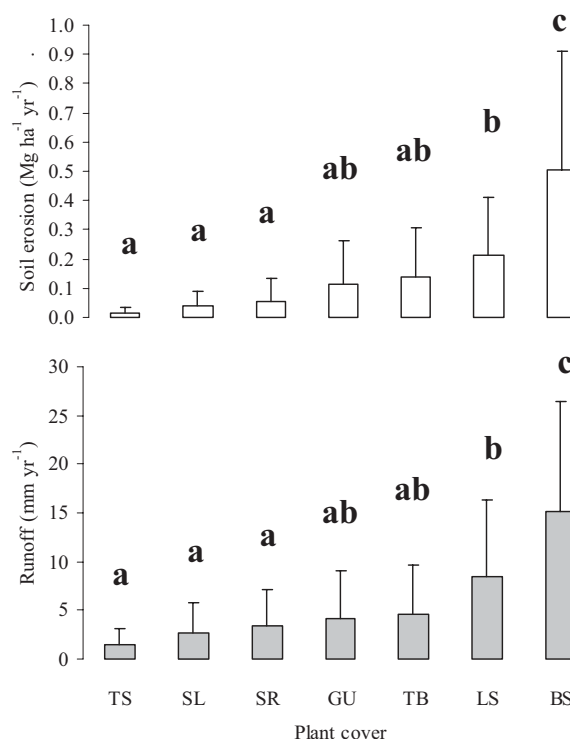 c
1.0
0.9
0.8
0.7
b
0.6
ab
ab
0.5
0.4
a
0.3
a
a
0.2
0.1
0.0
Soil erosion (Mg ha⁻¹ yr⁻¹)
30
c
25
b
20
ab
ab
15
a
a
10
a
5
0
Runoff (mm yr⁻¹)
TS SL SR GU TB LS BS
Plant cover